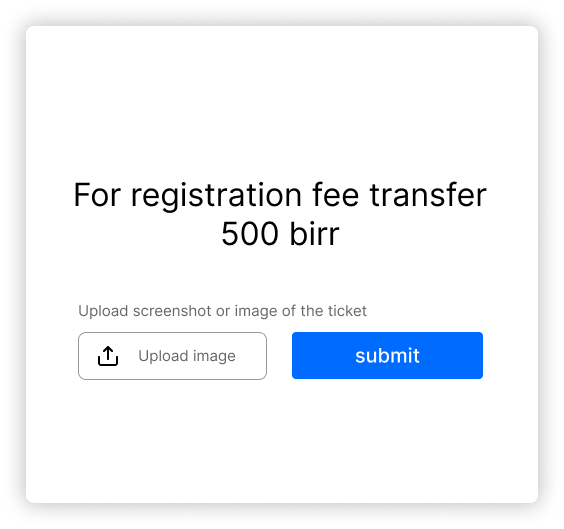 For registration fee transfer
500 birr
Upload screenshot or image of the ticket
Upload image
submit